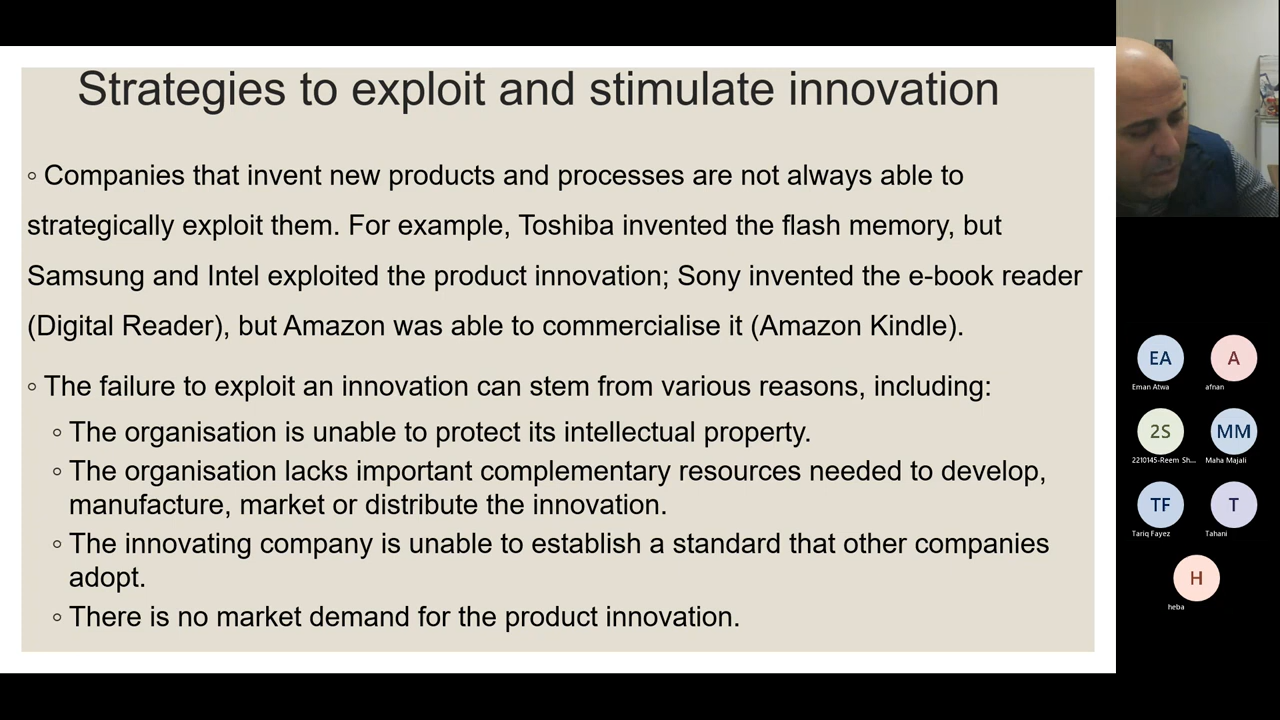 Strategies to exploit and stimulate innovation
◦ Companies that invent new products and processes are not always able to
strategically exploit them. For example, Toshiba invented the flash memory, but
Samsung and Intel exploited the product innovation; Sony invented the e-book reader
(Digital Reader), but Amazon was able to commercialise it (Amazon Kindle).
◦ The failure to exploit an innovation can stem from various reasons, including:
◦ The organisation is unable to protect its intellectual property.
◦ The organisation lacks important complementary resources needed to develop,
manufacture, market or distribute the innovation.
◦ The innovating company is unable to establish a standard that other companies
adopt.
◦ There is no market demand for the product innovation.
EA
Eman Atwa
A
afnan
2S
2210145-Reem Sh...
MM
Maha Majali
TF
Tariq Fayez
T
Tahani
H
heba